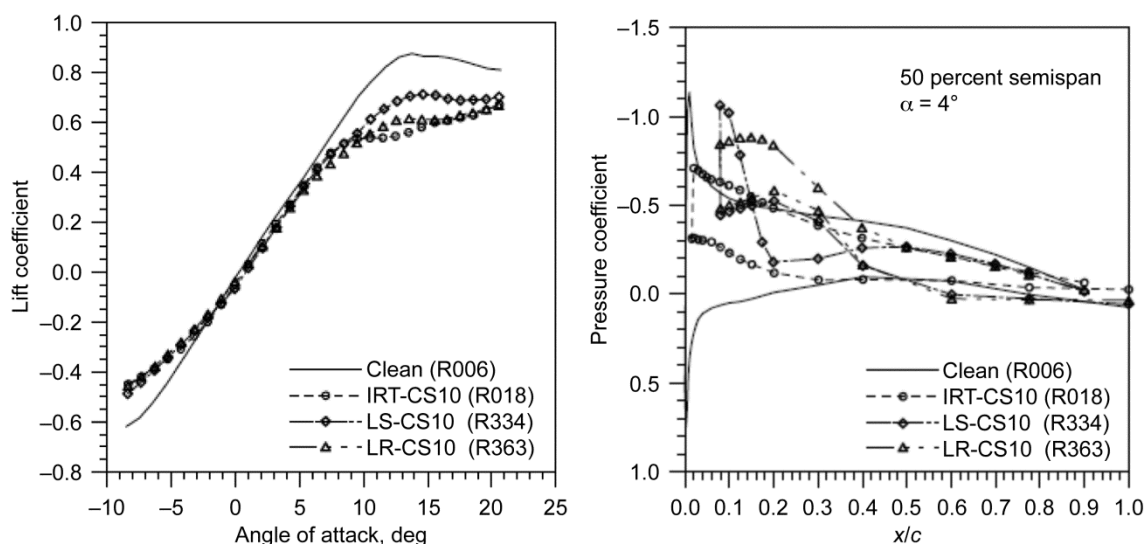 1.0
0.8
0.6
0.4
0.2
0.0
–0.2
–0.4
–0.6
–0.8
Lift coefficient
–10
–5
0
5
10
15
20
25
Angle of attack, deg
Clean (R006)
IRT-CS10 (R018)
LS-CS10 (R334)
LR-CS10 (R363)
–1.5
–1.0
–0.5
0.0
0.5
1.0
Pressure coefficient
50 percent semispan
α = 4°
Clean (R006)
IRT-CS10 (R018)
LS-CS10 (R334)
LR-CS10 (R363)
0.0 0.1 0.2 0.3 0.4 0.5 0.6 0.7 0.8 0.9 1.0
x/c